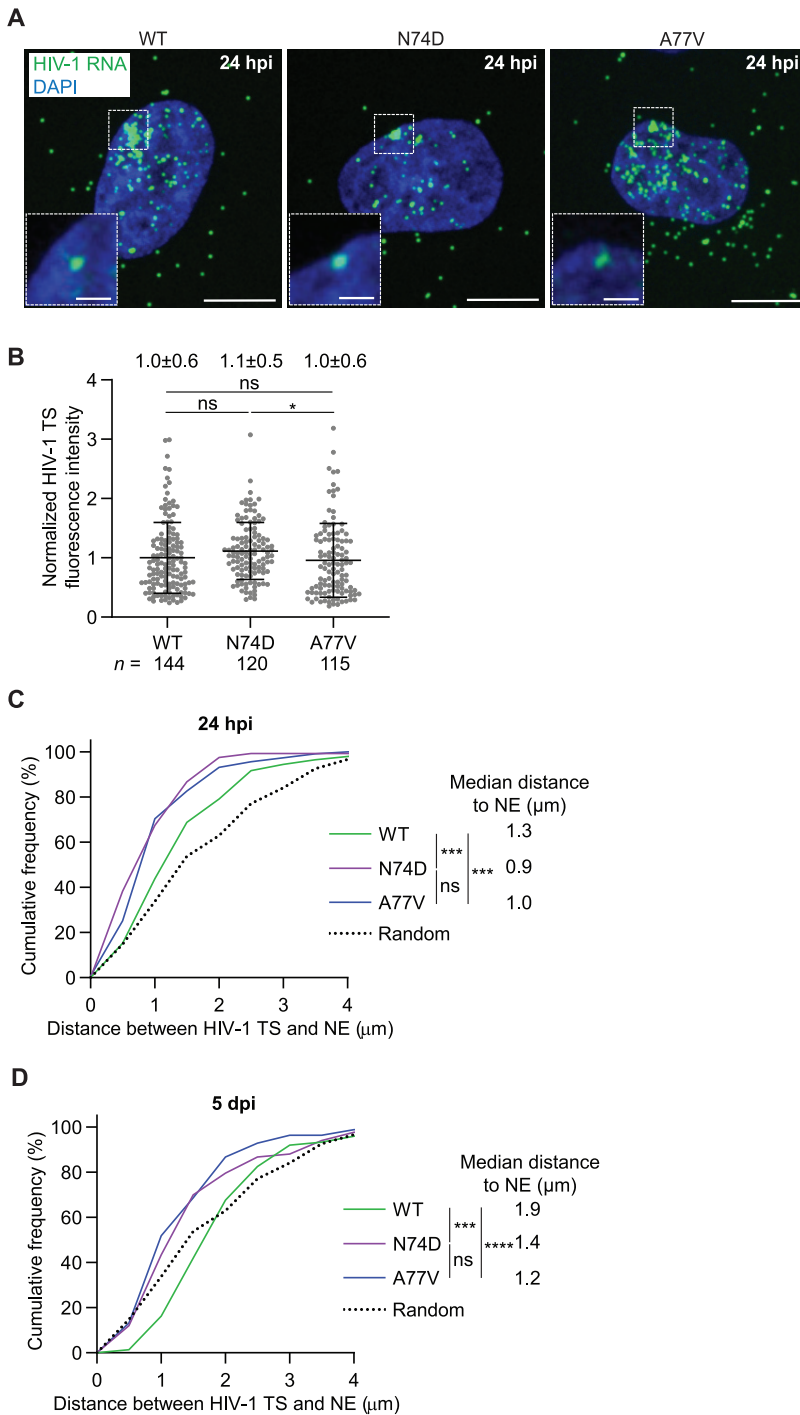 A
WT
N74D
A77V
HIV-1 RNA
DAPI
24 hpi
24 hpi
24 hpi
B
1.0±0.6 1.1±0.5 1.0±0.6
ns
ns
*
Normalized HIV-1 TS
fluorescence intensity
4
3
2
1
0
WT N74D A77V
n = 144 120 115
C
24 hpi
Cumulative frequency (%)
100
80
60
40
20
0
0 1 2 3 4
Distance between HIV-1 TS and NE (μm)
Median distance
to NE (μm)
WT 1.3
***
N74D *** 0.9
ns
A77V 1.0
Random
D
5 dpi
Cumulative frequency (%)
100
80
60
40
20
0
0 1 2 3 4
Distance between HIV-1 TS and NE (μm)
Median distance
to NE (μm)
WT 1.9
***
N74D **** 1.4
ns
A77V 1.2
Random